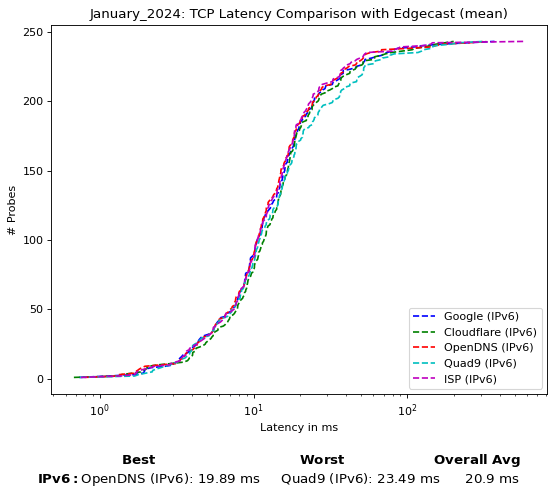 January_2024: TCP Latency Comparison with Edgecast (mean)
250
200
150
100
50
0
# Probes
10⁰
10¹
10²
Latency in ms
Google (IPv6)
Cloudflare (IPv6)
OpenDNS (IPv6)
Quad9 (IPv6)
ISP (IPv6)
Best Worst Overall Avg
IPv6: OpenDNS (IPv6): 19.89 ms Quad9 (IPv6): 23.49 ms 20.9 ms